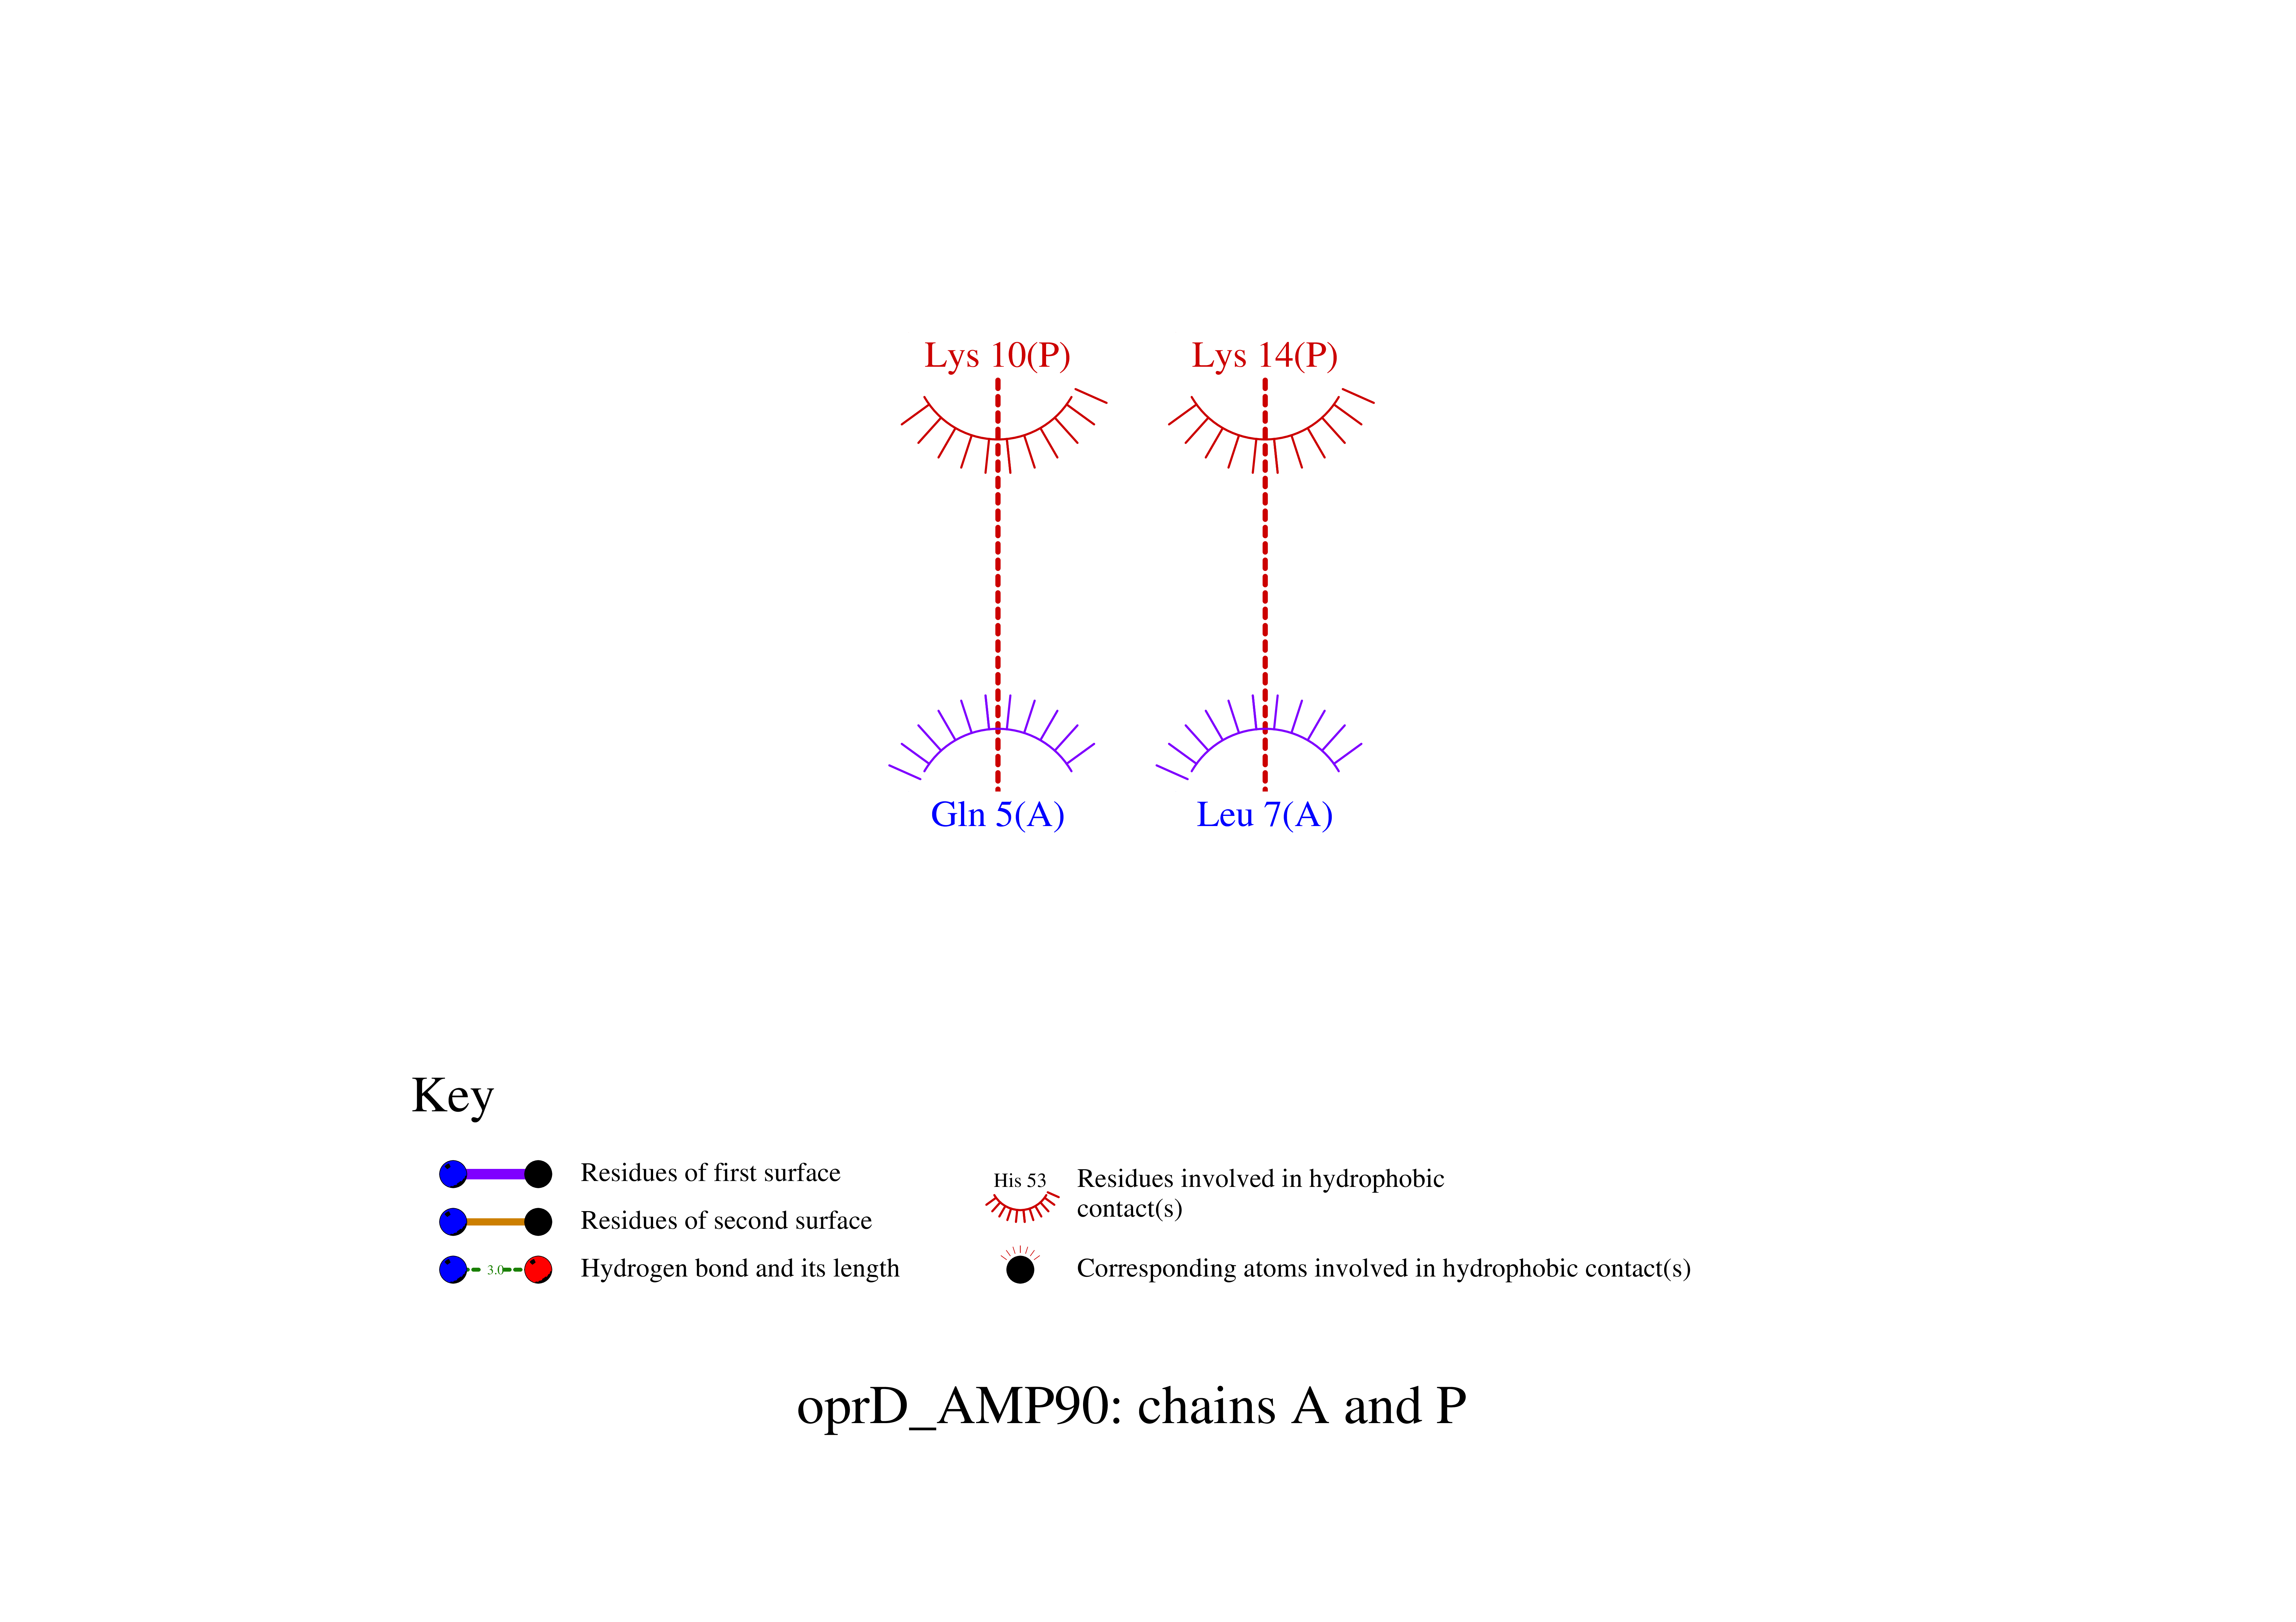 Lys 10(P) Lys 14(P)
Gln 5(A) Leu 7(A)
Key
Residues of first surface
Residues of second surface
3.0 Hydrogen bond and its length
His 53 Residues involved in hydrophobic
contact(s)
Corresponding atoms involved in hydrophobic contact(s)
oprD_AMP90: chains A and P